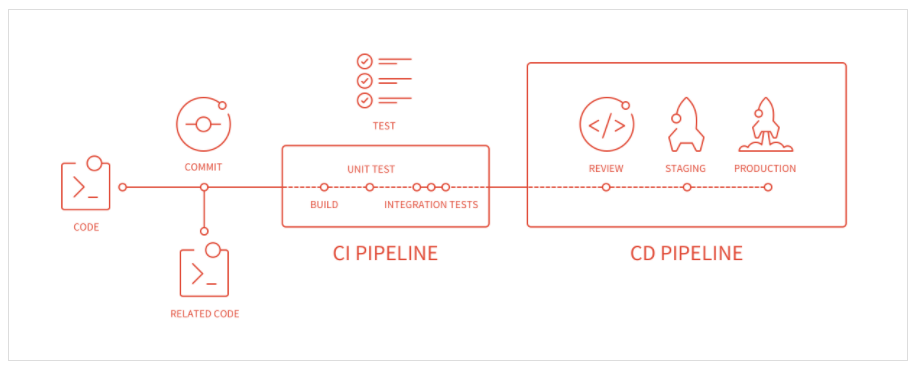 CODE
COMMIT
RELATED CODE
TEST
UNIT TEST
BUILD
INTEGRATION TESTS
CI PIPELINE
REVIEW
STAGING
PRODUCTION
CD PIPELINE